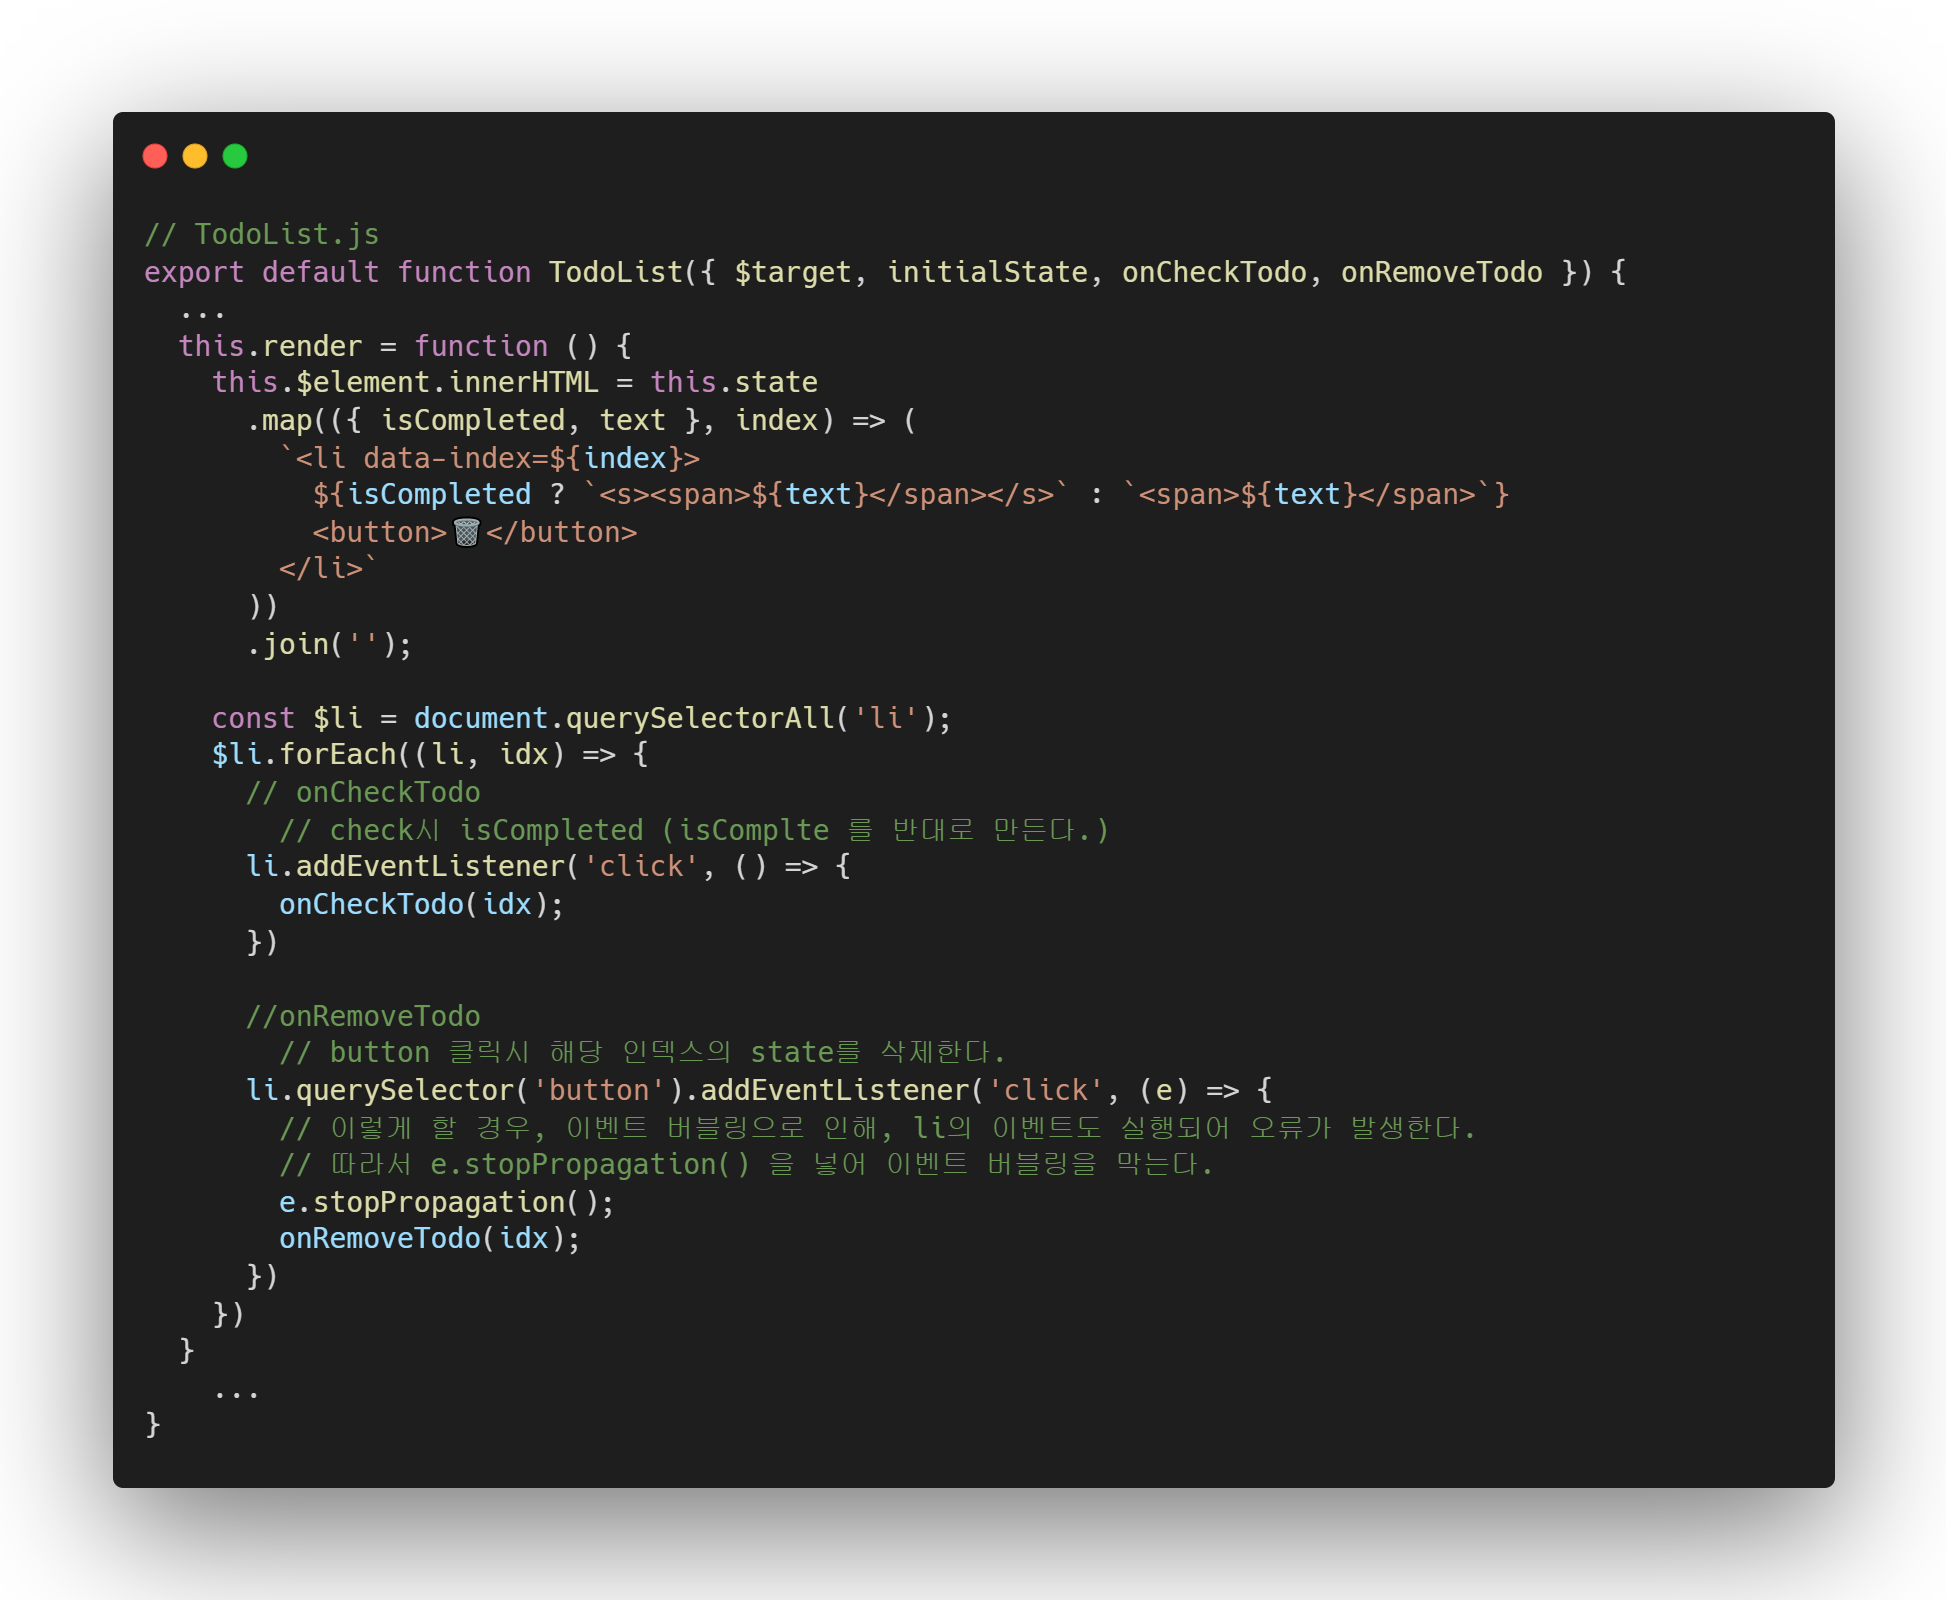 // TodoList.js
export default function TodoList({ $target, initialState, onCheckTodo, onRemoveTodo }) {
  ...
  this.render = function () {
    this.$element.innerHTML = this.state
      .map(({ isCompleted, text }, index) => (
        `<li data-index=${index}>
          ${isCompleted ? `<s><span>${text}</span></s>` : `<span>${text}</span>`}
          <button>🗑️</button>
        </li>`
      ))
      .join('');

    const $li = document.querySelectorAll('li');
    $li.forEach((li, idx) => {
      // onCheckTodo
        // check시 isCompleted (isComplte 를 반대로 만든다.)
      li.addEventListener('click', () => {
        onCheckTodo(idx);
      })

      //onRemoveTodo
        // button 클릭시 해당 인덱스의 state를 삭제한다.
      li.querySelector('button').addEventListener('click', (e) => {
        // 이렇게 할 경우, 이벤트 버블링으로 인해, li의 이벤트도 실행되어 오류가 발생한다.
        // 따라서 e.stopPropagation() 을 넣어 이벤트 버블링을 막는다.
        e.stopPropagation();
        onRemoveTodo(idx);
      })
    })
  }
    ...
}